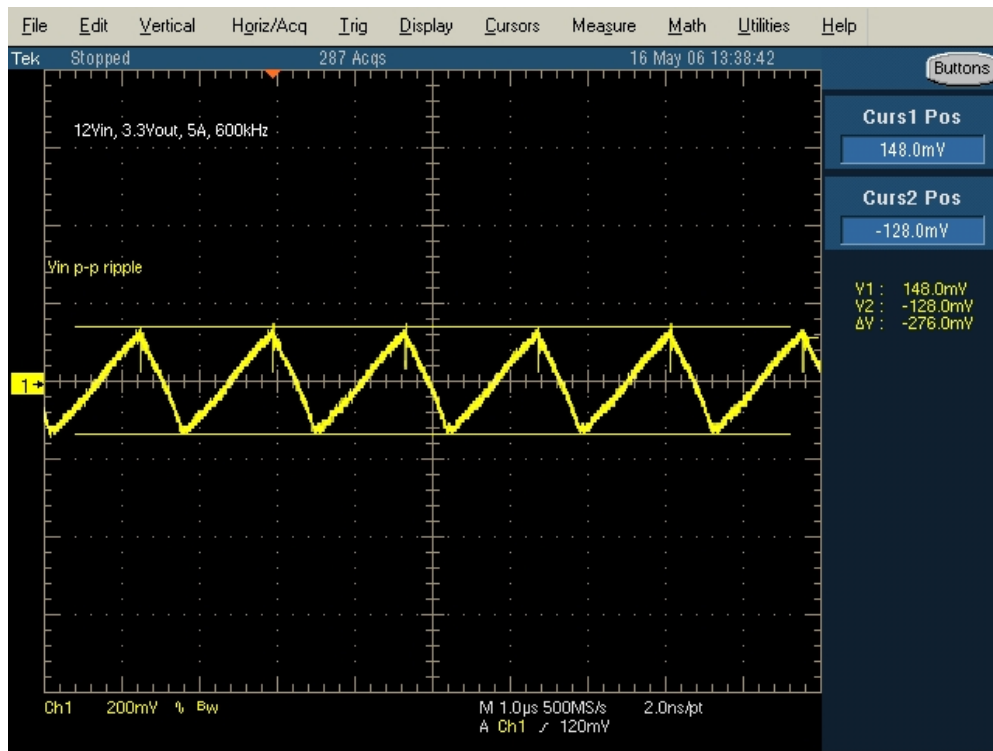 File Edit Vertical Horiz/Acq Trig Display Cursors Measure Math Utilities Help
Tek Stopped 287 Acqs 16 May 06 13:38:42
Buttons
12Vin, 3.3Vout, 5A, 600kHz
Vin p-p ripple
1
Curs1 Pos
148.0mV
Curs2 Pos
-128.0mV
V1 : 148.0mV
V2 : -128.0mV
ΔV : -276.0mV
Ch1 200mV ∿ BW M 1.0µs 500MS/s 2.0ns/pt
A Ch1 ∕ 120mV